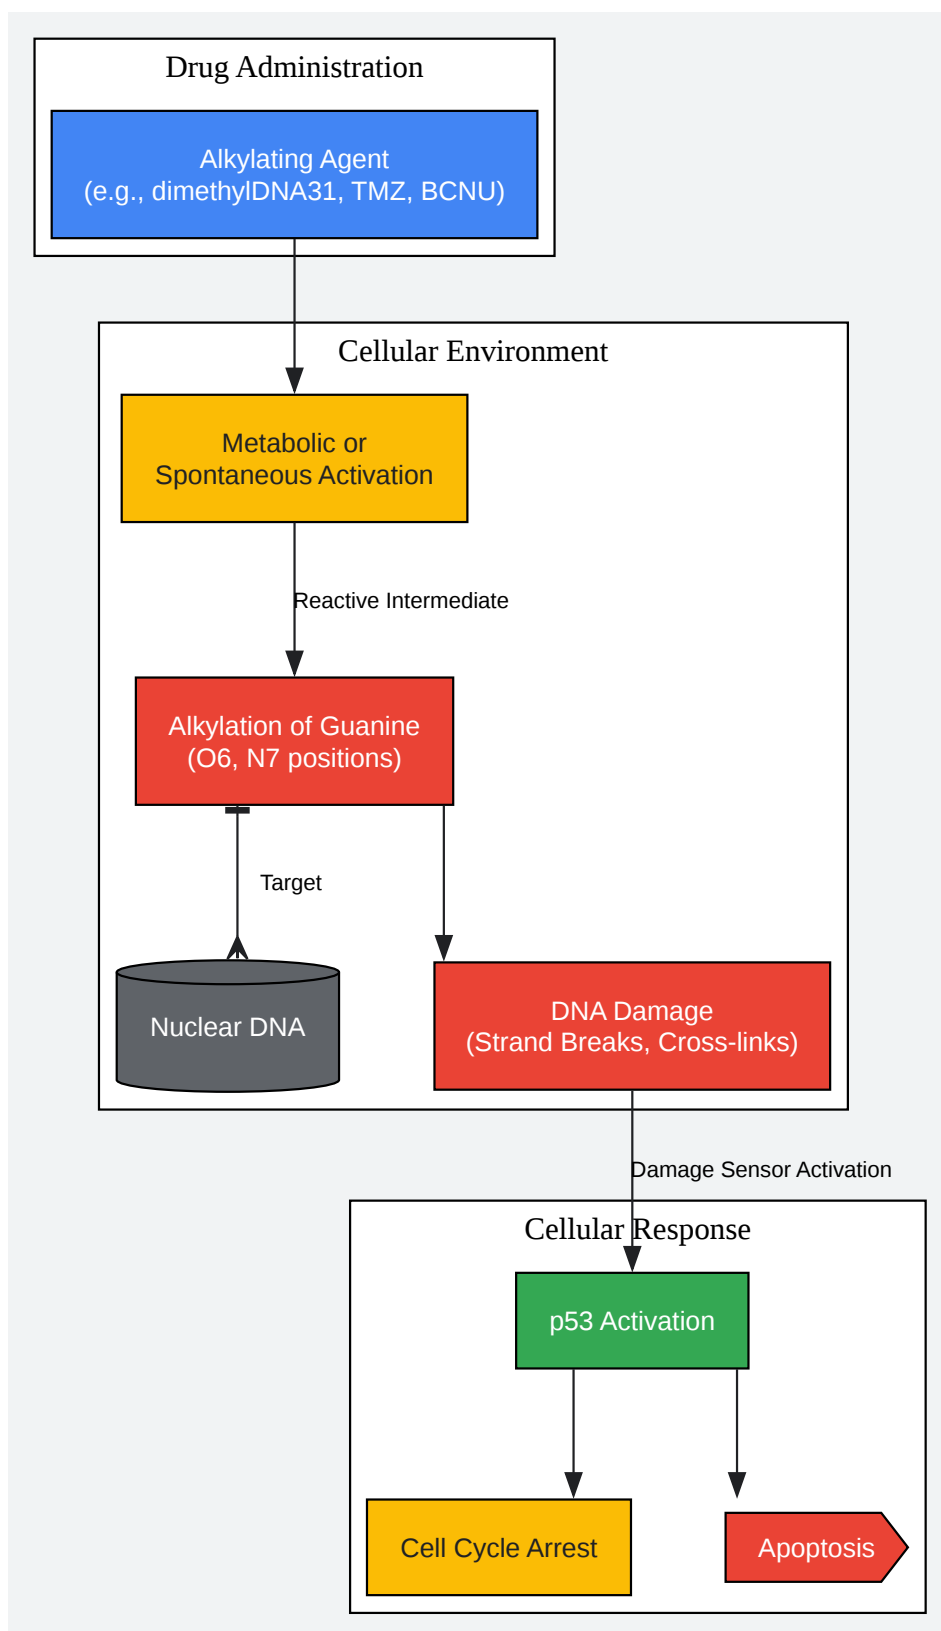 Drug Administration
Alkylating Agent
(e.g., dimethylDNA31, TMZ, BCNU)
Cellular Environment
Metabolic or
Spontaneous Activation
Reactive Intermediate
Alkylation of Guanine
(O6, N7 positions)
Target
Nuclear DNA
DNA Damage
(Strand Breaks, Cross-links)
Damage Sensor Activation
Cellular Response
p53 Activation
Cell Cycle Arrest
Apoptosis